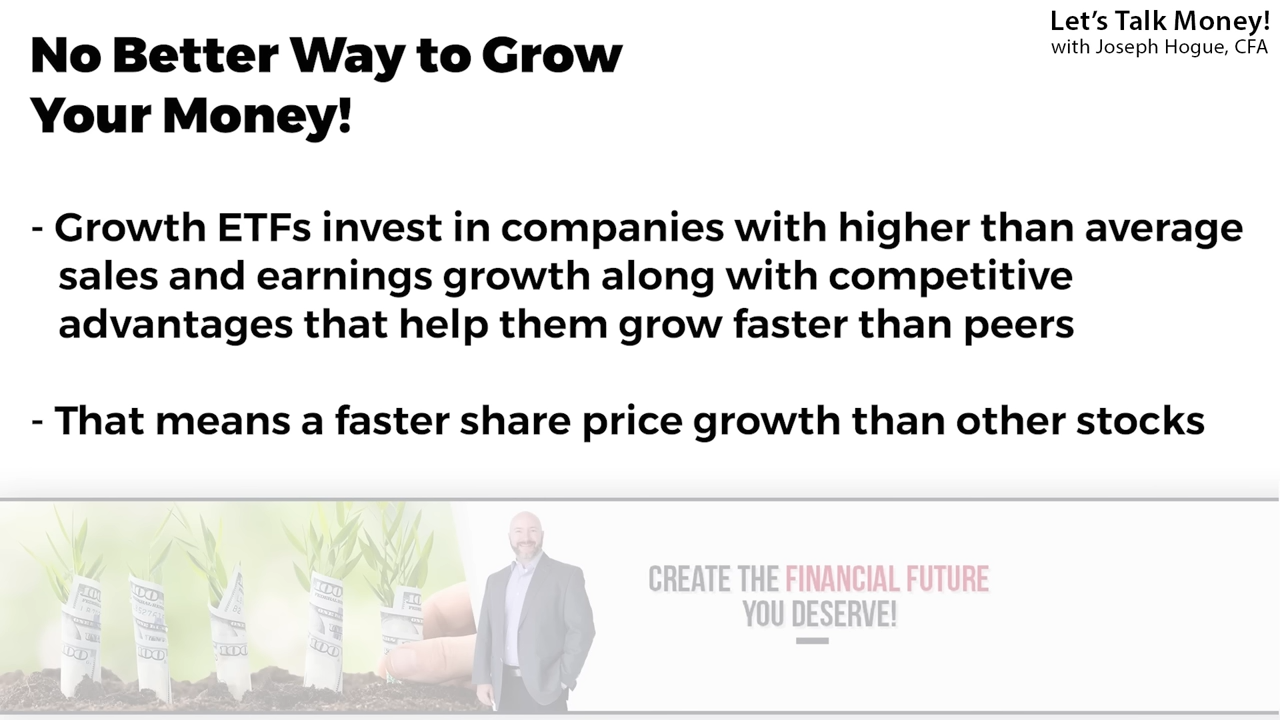 Let's Talk Money!
with Joseph Hogue, CFA
No Better Way to Grow
Your Money!
- Growth ETFs invest in companies with higher than average
sales and earnings growth along with competitive
advantages that help them grow faster than peers
- That means a faster share price growth than other stocks
CREATE THE FINANCIAL FUTURE
YOU DESERVE!